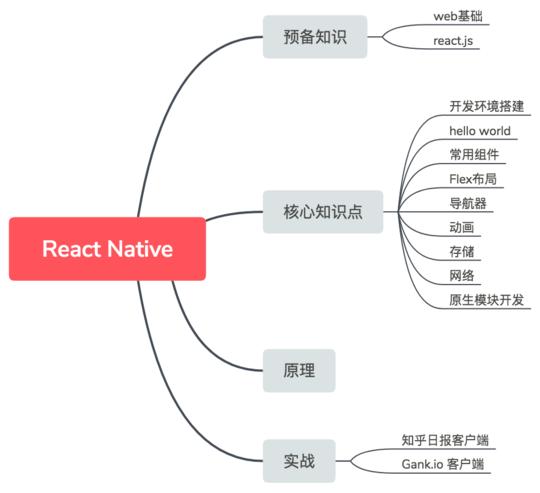 React Native
预备知识
web基础
react.js
核心知识点
开发环境搭建
hello world
常用组件
Flex布局
导航器
动画
存储
网络
原生模块开发
原理
实战
知乎日报客户端
Gank.io 客户端